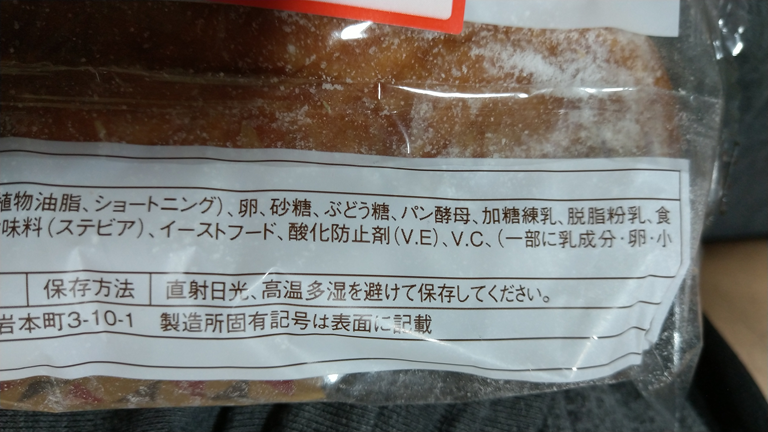 植物油脂、ショートニング)、卵、砂糖、ぶどう糖、パン酵母、加糖練乳、脱脂粉乳、食
味料(ステビア)、イーストフード、酸化防止剤(V.E)、V.C、(一部に乳成分・卵・小
保存方法 直射日光、高温多湿を避けて保存してください。
岩本町3-10-1 製造所固有記号は表面に記載